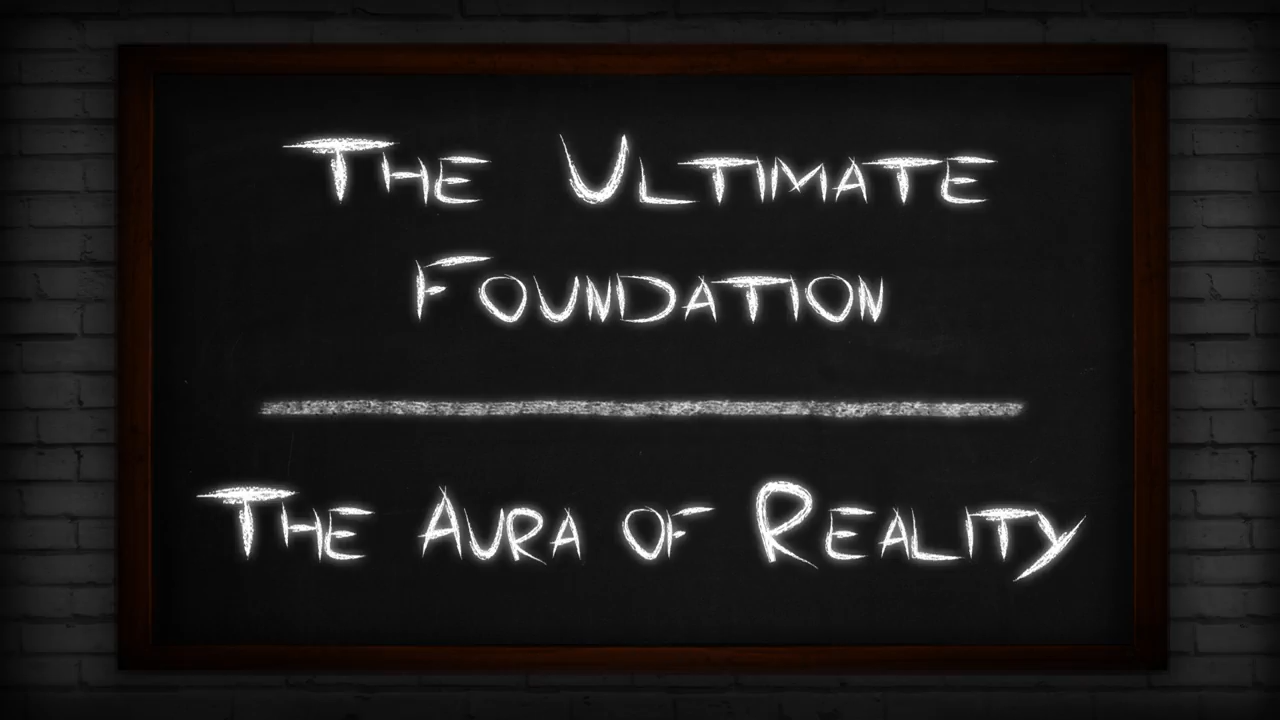 The Ultimate
Foundation
The Aura of Reality